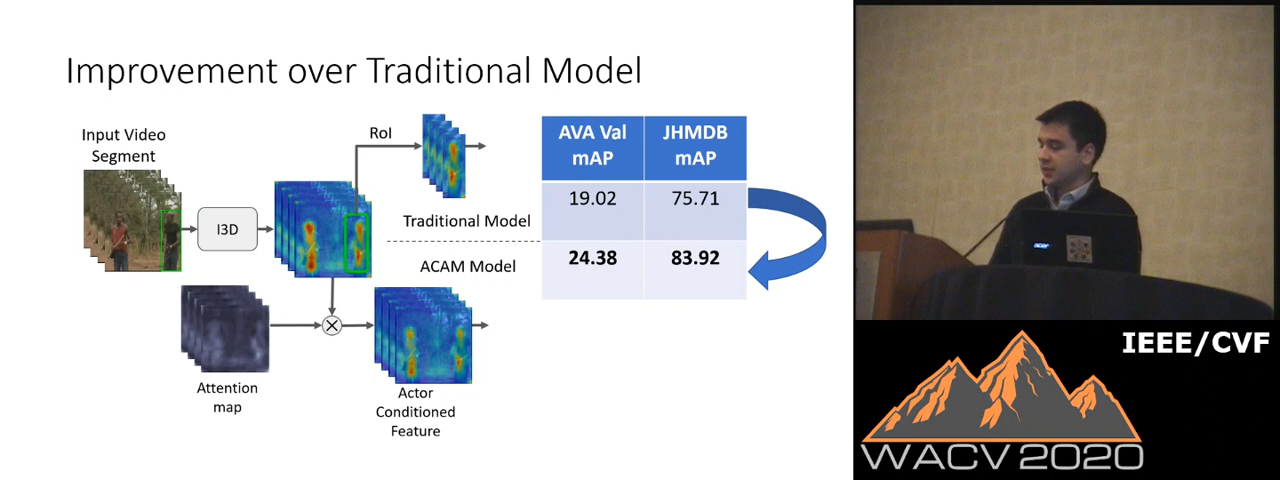 Improvement over Traditional Model
Input Video
Segment
I3D
RoI
Traditional Model
ACAM Model
Attention
map
Actor
Conditioned
Feature
AVA Val
mAP
JHMDB
mAP
19.02
75.71
24.38
83.92
acer
IEEE/CVF
WACV 2020